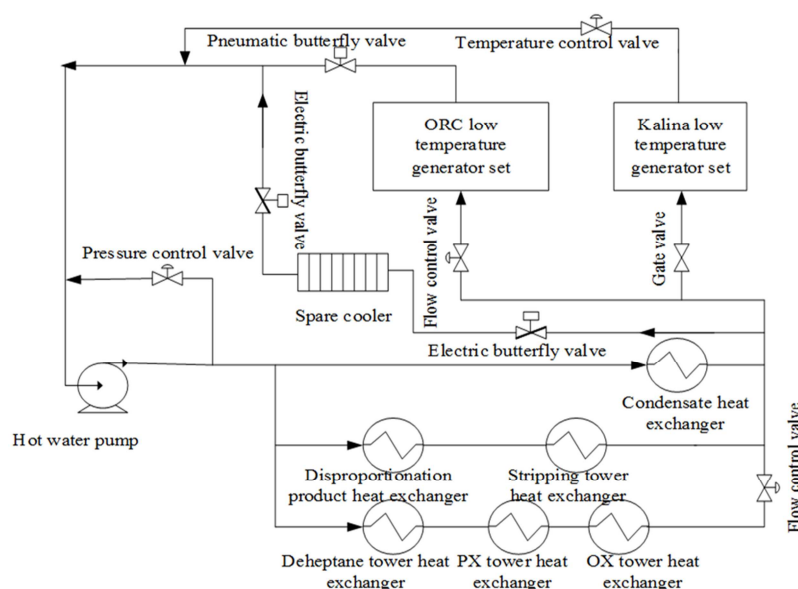 Pneumatic butterfly valve
Temperature control valve
Electric butterfly valve
ORC low
temperature
generator set
Kalina low
temperature
generator set
Pressure control valve
Flow control valve
Gate valve
Spare cooler
Electric butterfly valve
Condensate heat
exchanger
Hot water pump
Disproportionation
product heat exchanger
Stripping tower
heat exchanger
Flow control valve
Deheptane tower heat
exchanger
PX tower heat
exchanger
OX tower heat
exchanger